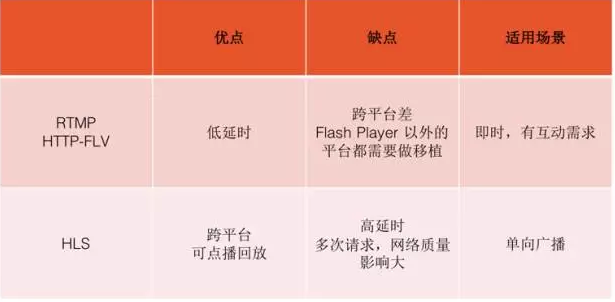 优点
缺点
适用场景
RTMP
HTTP-FLV
低延时
跨平台差
Flash Player 以外的
平台都需要做移植
即时，有互动需求
HLS
跨平台
可点播回放
高延时
多次请求，网络质量
影响大
单向广播